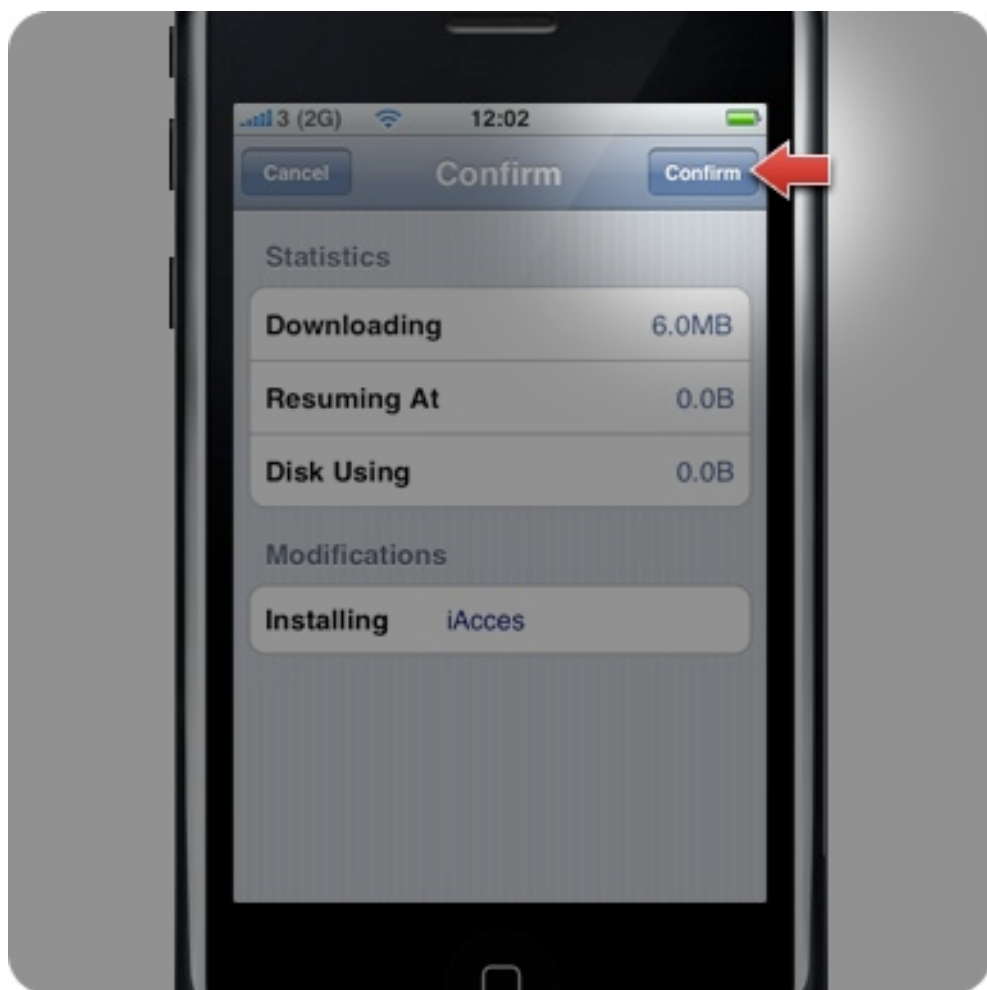 3 (2G) 12:02
Cancel Confirm Confirm
Statistics
Downloading 6.0MB
Resuming At 0.0B
Disk Using 0.0B
Modifications
Installing iAcces